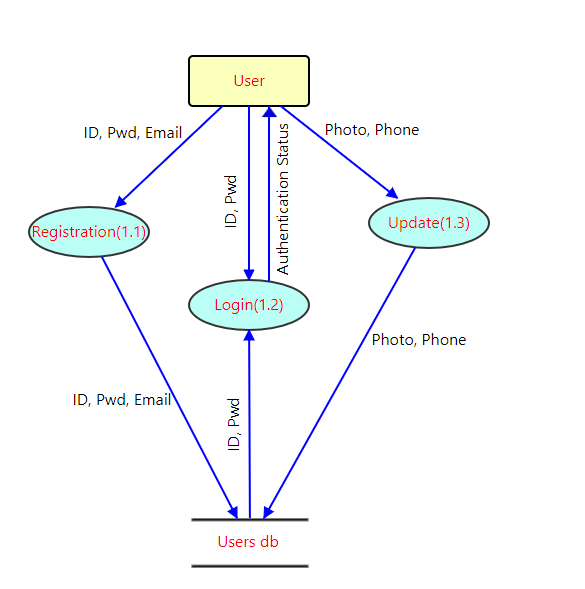 User
ID, Pwd, Email
Photo, Phone
ID, Pwd
Authentication Status
Registration(1.1)
Update(1.3)
Login(1.2)
Photo, Phone
ID, Pwd, Email
ID, Pwd
Users db